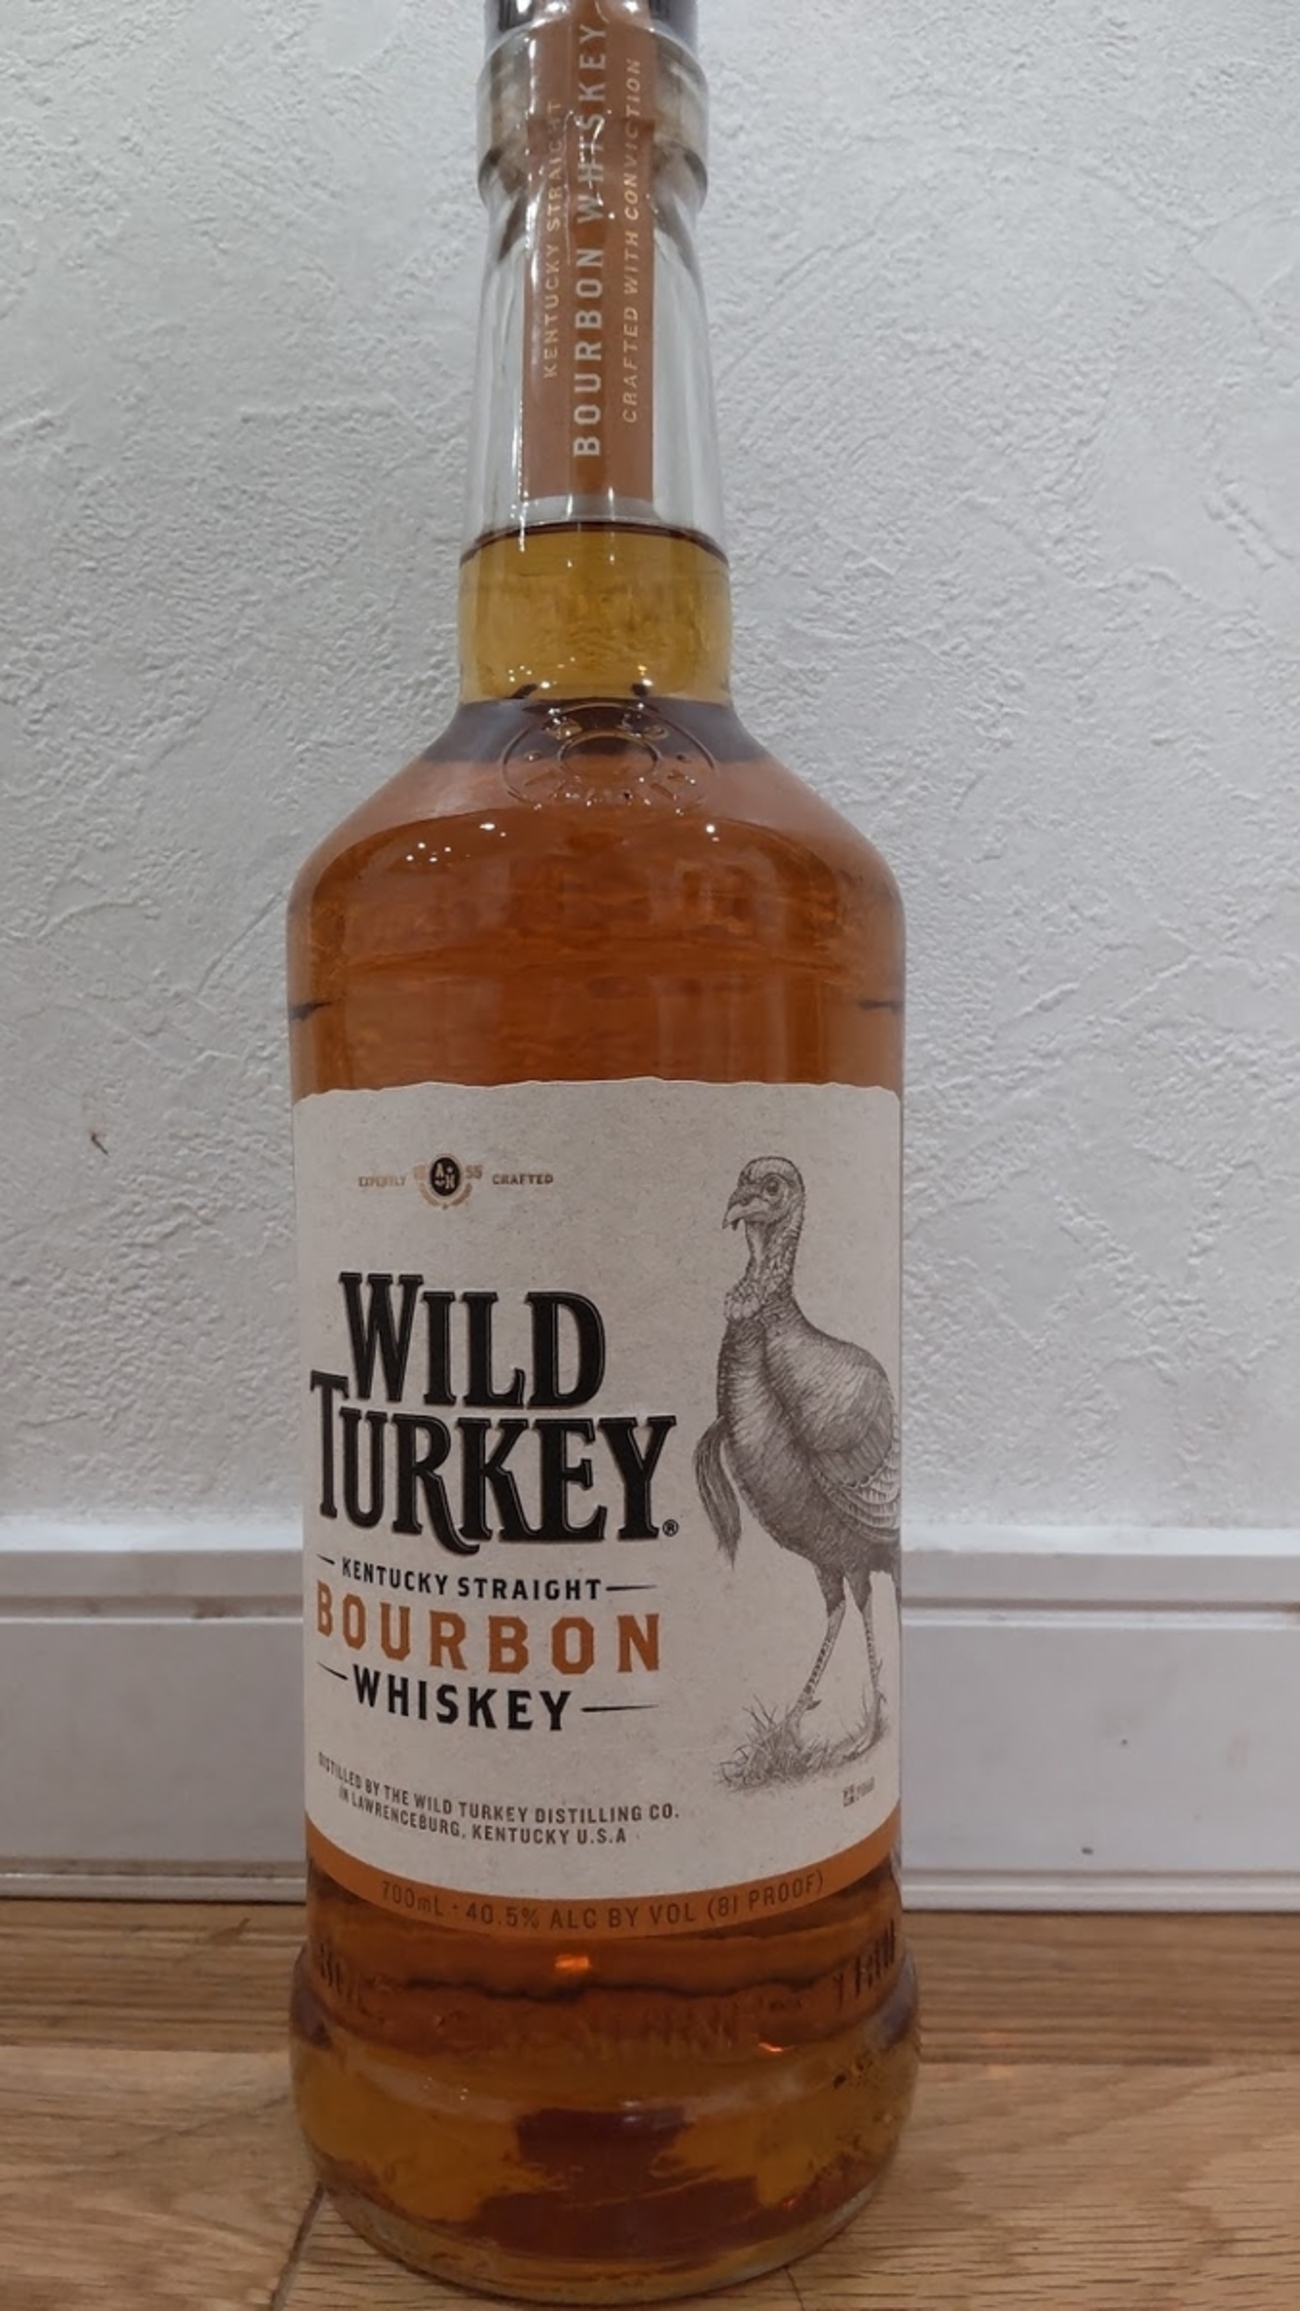 KENTUCKY STRAIGHT
BOURBON WHISKEY
CRAFTED WITH CONVICTION
EXPERTLY CRAFTED
WILD
TURKEY®
KENTUCKY STRAIGHT
BOURBON
WHISKEY
DISTILLED BY THE WILD TURKEY DISTILLING CO.
IN LAWRENCEBURG, KENTUCKY U.S.A
700mL · 40.5% ALC BY VOL (81 PROOF)